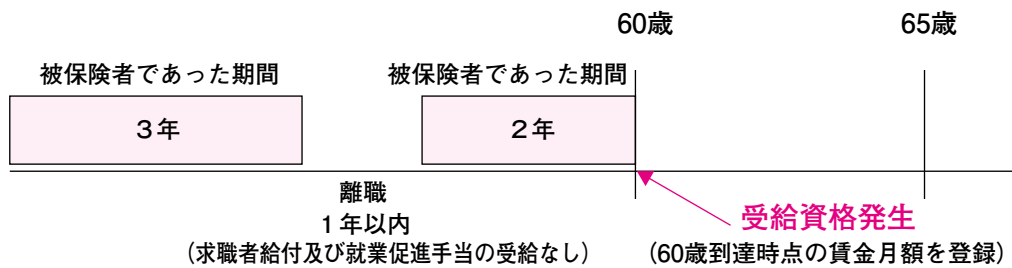 60歳
65歳
被保険者であった期間
被保険者であった期間
3年
2年
離職
1年以内
（求職者給付及び就業促進手当の受給なし）
受給資格発生
（60歳到達時点の賃金月額を登録）